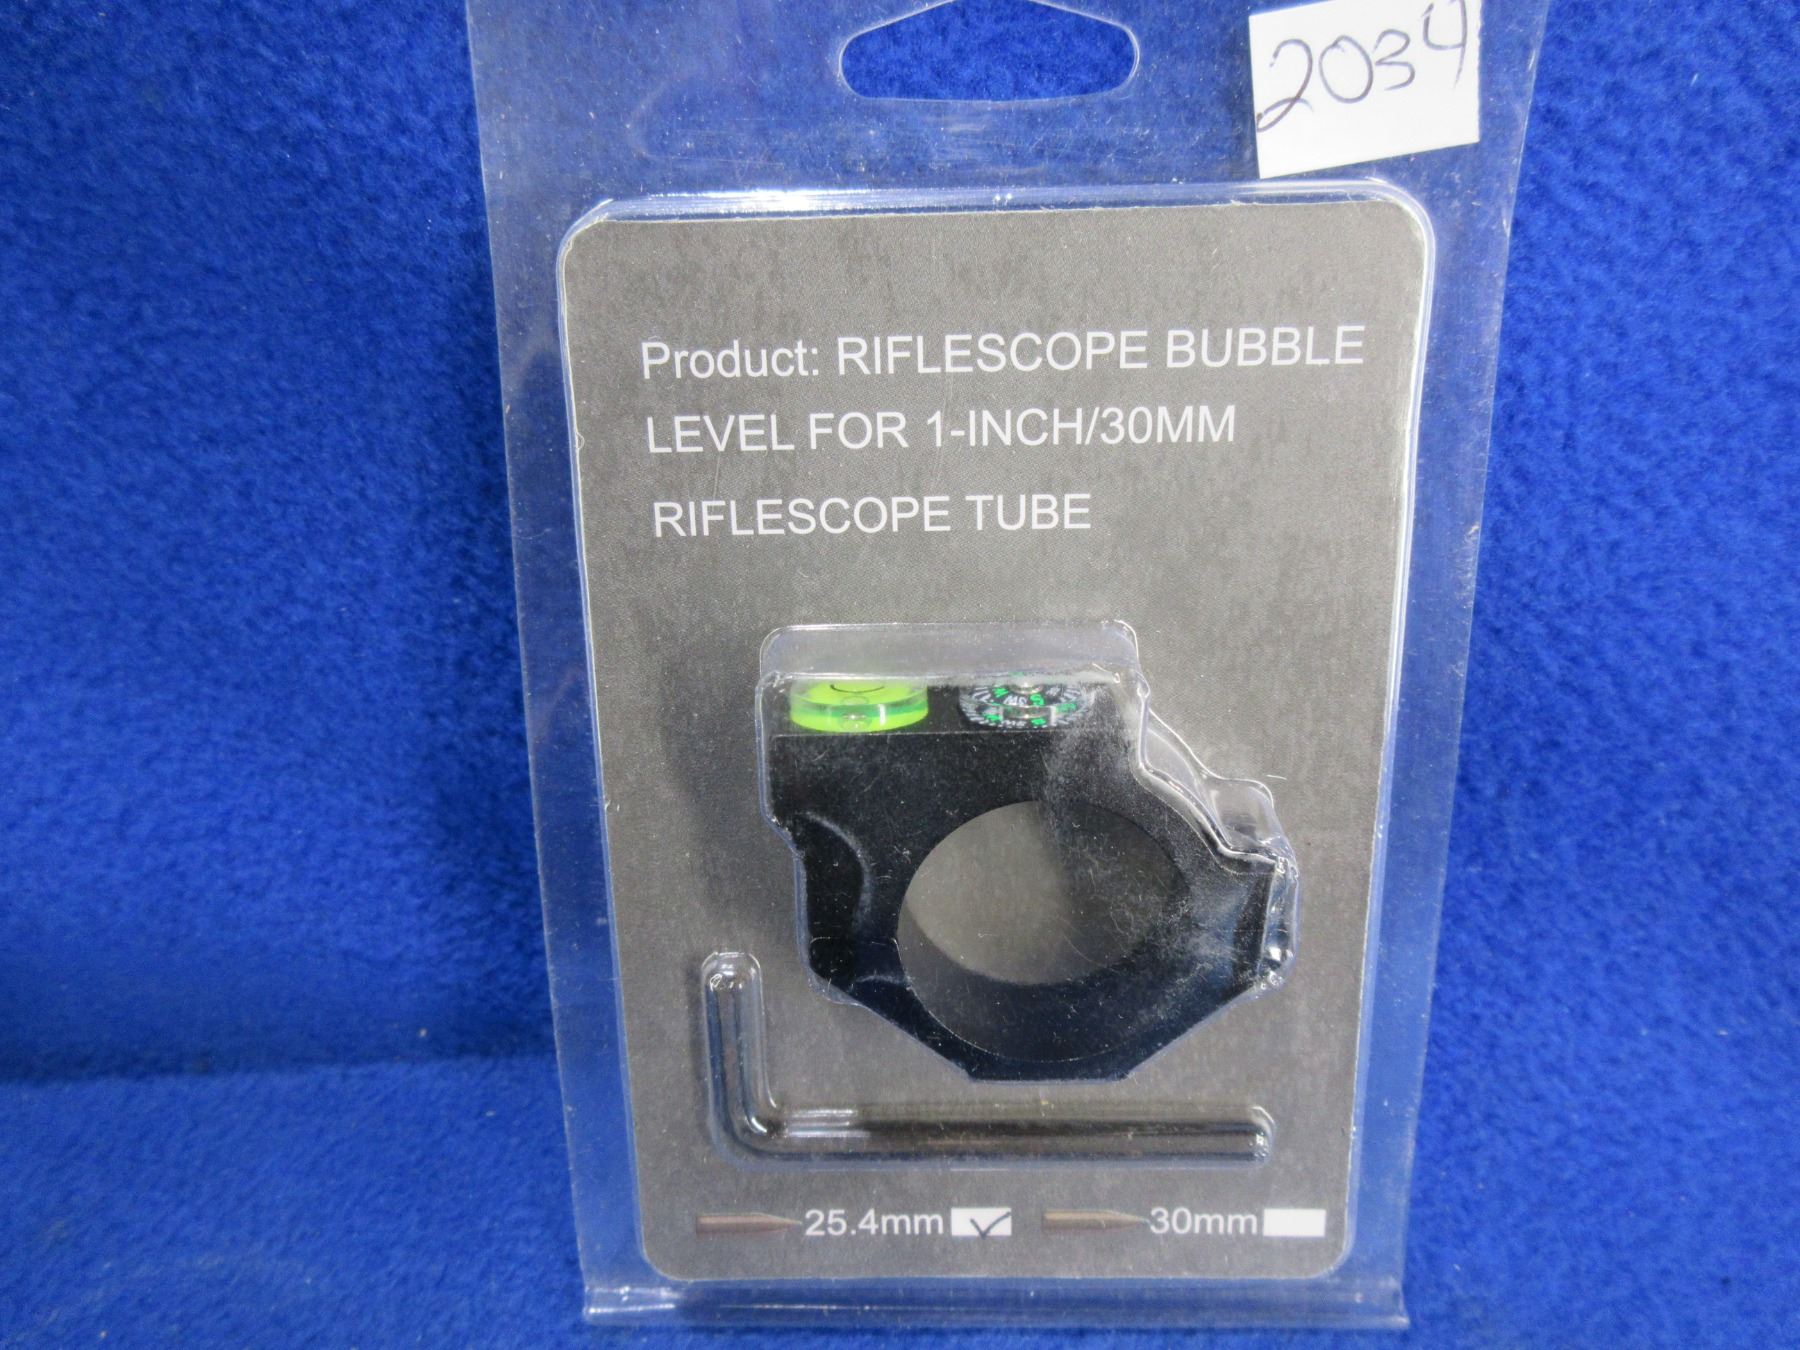 2034
Product: RIFLESCOPE BUBBLE
LEVEL FOR 1-INCH/30MM
RIFLESCOPE TUBE
25.4mm 30mm